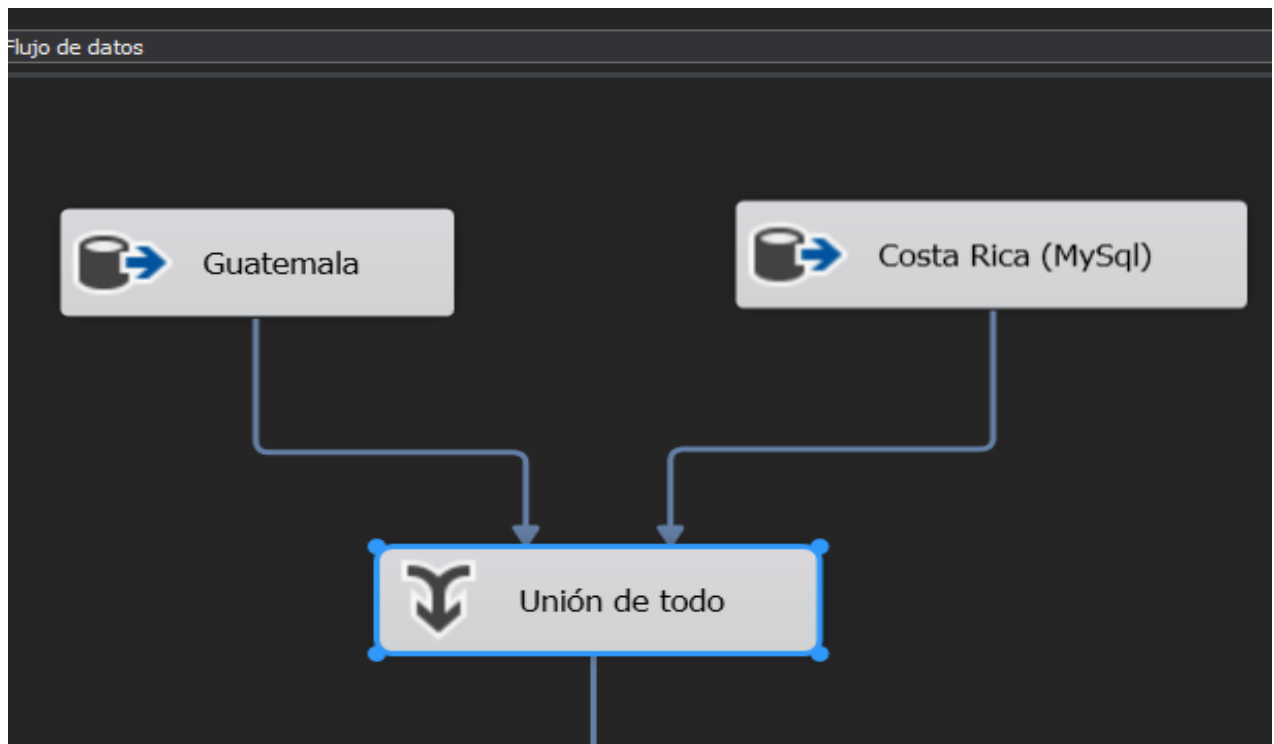 Flujo de datos
Guatemala
Costa Rica (MySql)
Unión de todo